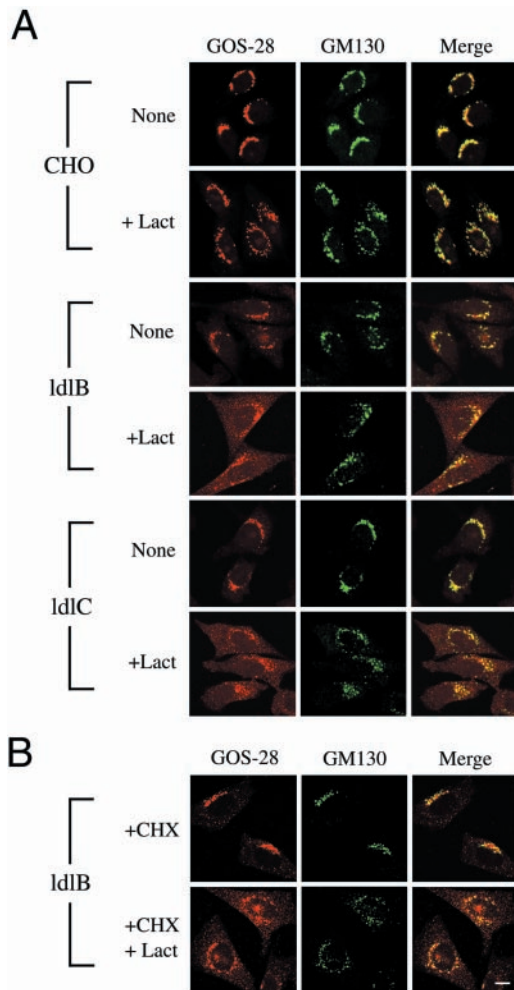 A
GOS-28 GM130 Merge
CHO
None
+ Lact
ldlB
None
+Lact
ldlC
None
+Lact
B
GOS-28 GM130 Merge
ldlB
+CHX
+CHX
+ Lact